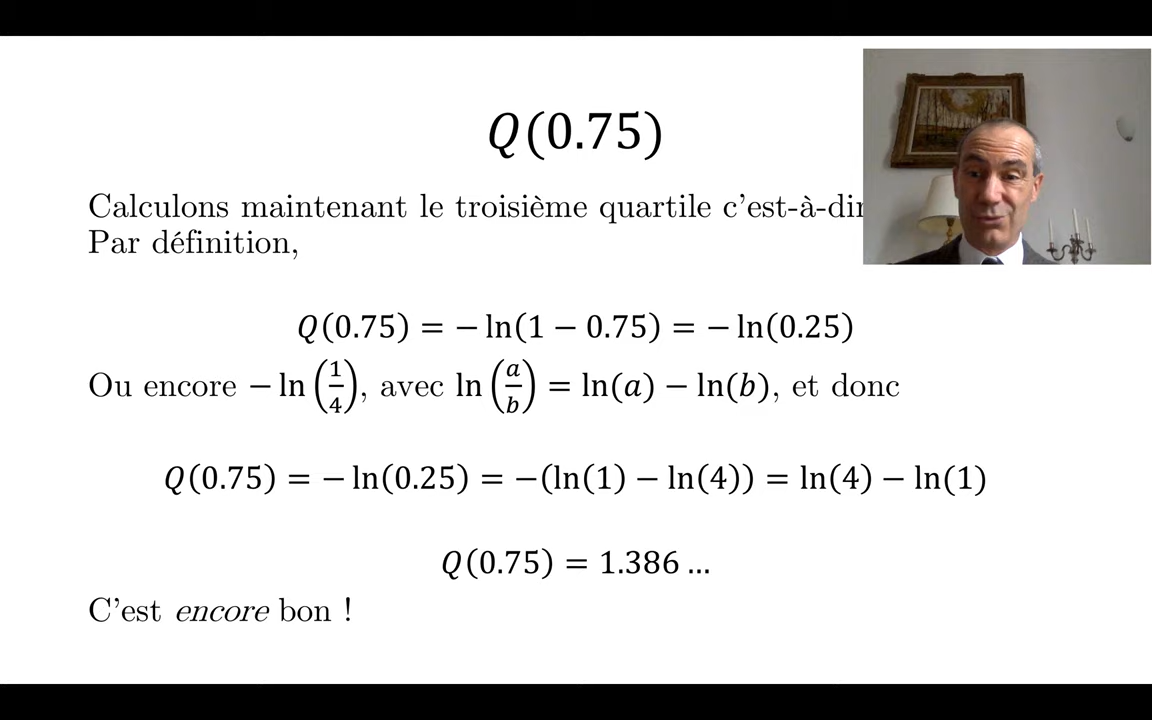 Q(0.75)
Calculons maintenant le troisième quartile c'est-à-dir
Par définition,
Q(0.75) = − ln(1 − 0.75) = − ln(0.25)
Ou encore − ln (1/4), avec ln (a/b) = ln(a) − ln(b), et donc
Q(0.75) = − ln(0.25) = −(ln(1) − ln(4)) = ln(4) − ln(1)
Q(0.75) = 1.386 ...
C'est encore bon !